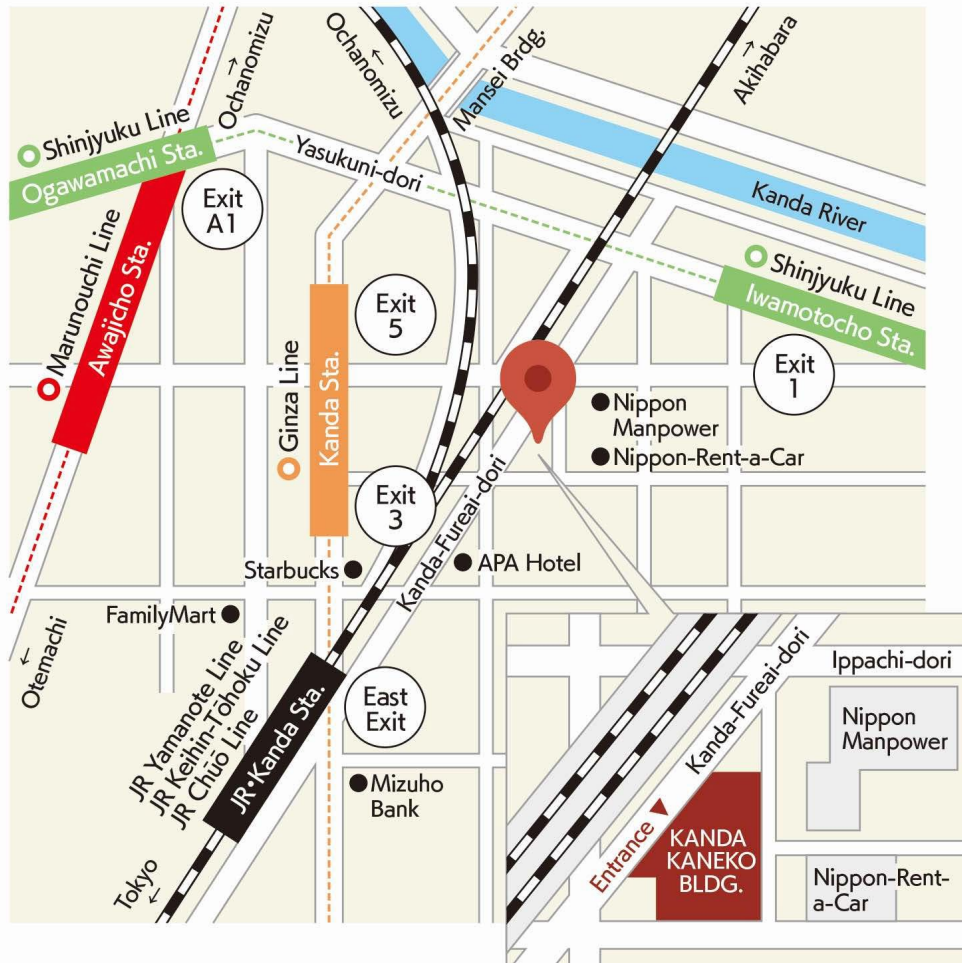 Ochanomizu
→
Ochanomizu
←
Mansei Brdg.
Akihabara
→
Shinjyuku Line
Ogawamachi Sta.
Yasukuni-dori
Kanda River
Exit
A1
Marunouchi Line
Awajicho Sta.
Shinjyuku Line
Iwamotocho Sta.
Exit
5
Exit
1
Ginza Line
Kanda Sta.
Nippon
Manpower
Nippon-Rent-a-Car
Exit
3
Kanda-Fureai-dori
Starbucks
APA Hotel
FamilyMart
Otemachi
←
JR Yamanote Line
JR Keihin-Tōhoku Line
JR Chūō Line
JR•Kanda Sta.
East
Exit
Mizuho
Bank
Tokyo
←
Ippachi-dori
Kanda-Fureai-dori
Nippon
Manpower
Entrance
KANDA
KANEKO
BLDG.
Nippon-Rent-
a-Car